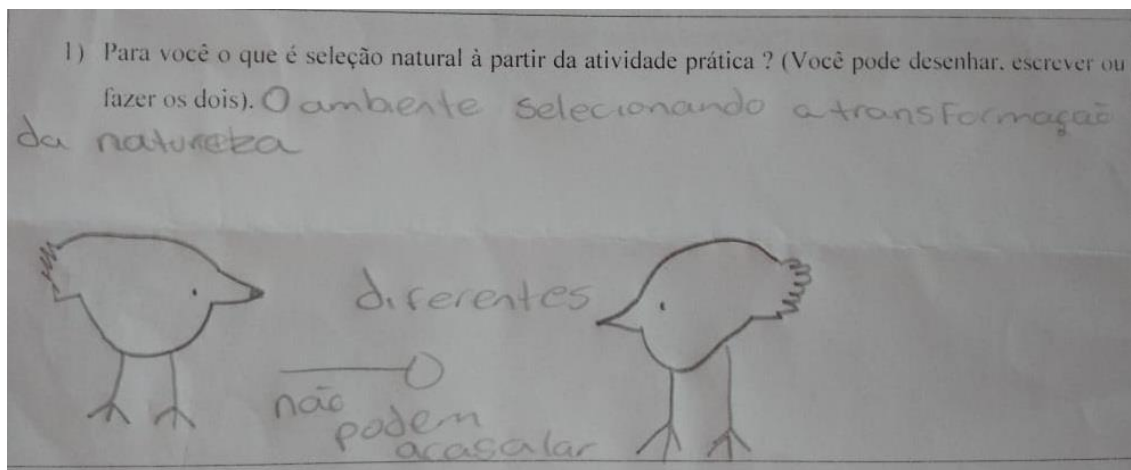 1) Para você o que é seleção natural à partir da atividade prática ? (Você pode desenhar, escrever ou
fazer os dois). O ambiente selecionando a transformação
da natureza
diferentes
não
podem
acasalar